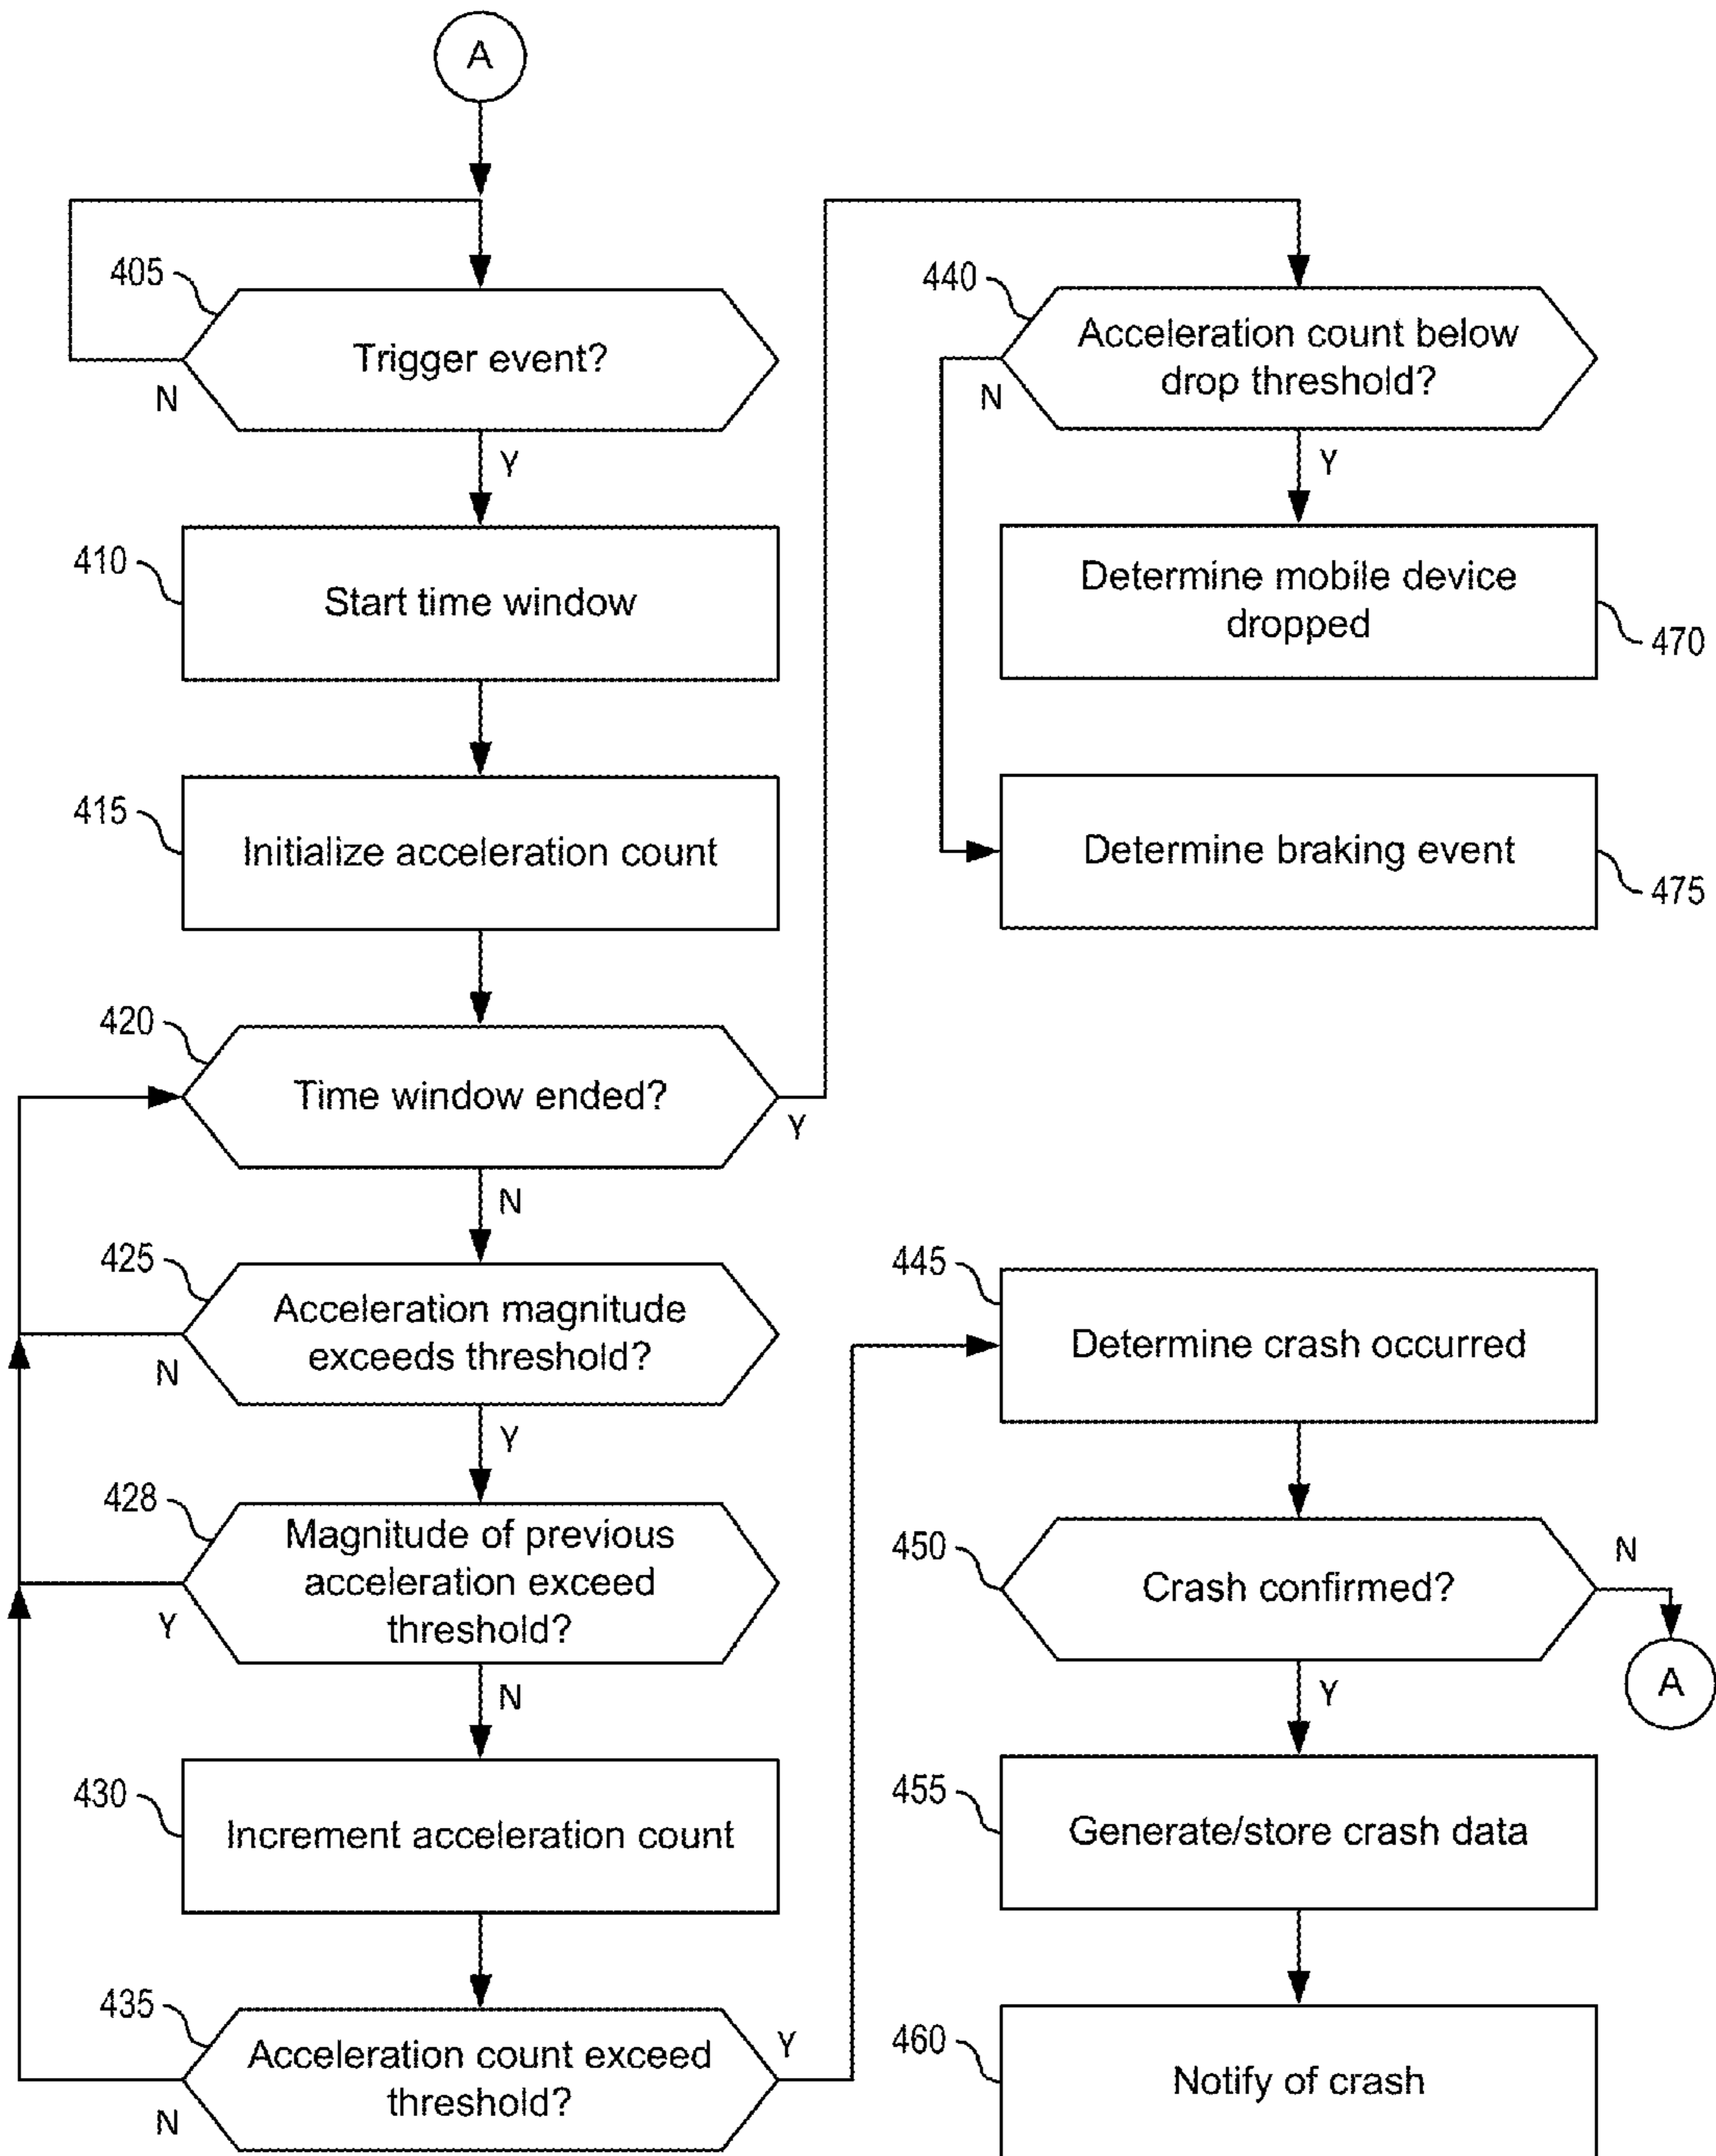 A
405
Trigger event?
N
Y
410
Start time window
415
Initialize acceleration count
420
Time window ended?
Y
N
425
Acceleration magnitude
exceeds threshold?
N
Y
428
Magnitude of previous
acceleration exceed
threshold?
Y
N
430
Increment acceleration count
435
Acceleration count exceed
threshold?
Y
N
440
Acceleration count below
drop threshold?
N
Y
Determine mobile device
dropped
470
Determine braking event
475
445
Determine crash occurred
450
Crash confirmed?
N
A
Y
455
Generate/store crash data
460
Notify of crash